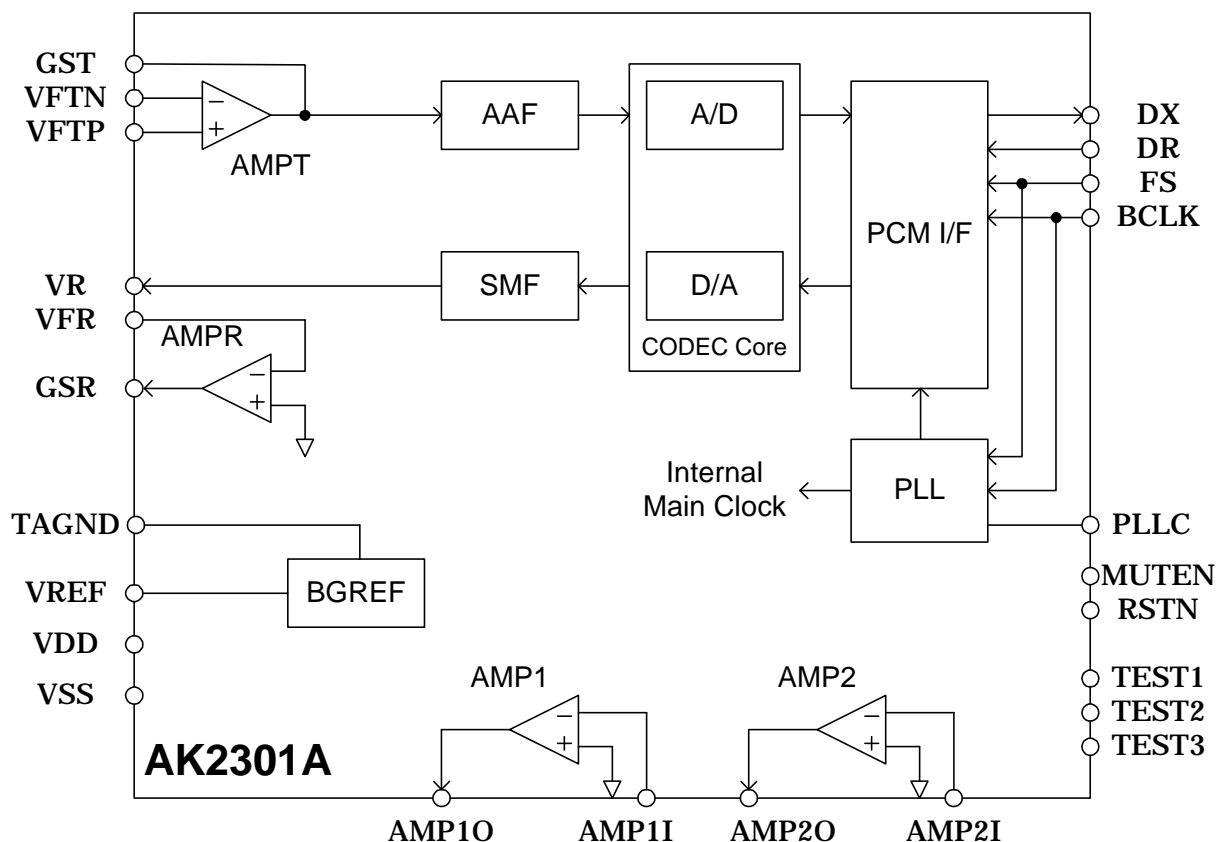 GST
VFTN
VFTP
−
+
AMPT
AAF
A/D
PCM I/F
DX
DR
FS
BCLK
VR
VFR
GSR
AMPR
−
+
SMF
D/A
CODEC Core
Internal
Main Clock
PLL
PLLC
MUTEN
RSTN
TAGND
VREF
VDD
VSS
BGREF
AMP1
−
+
AMP2
−
+
TEST1
TEST2
TEST3
AK2301A
AMP1O
AMP1I
AMP2O
AMP2I